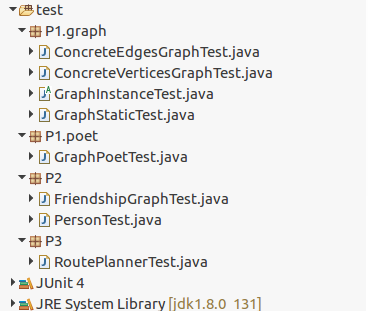 test
P1.graph
ConcreteEdgesGraphTest.java
ConcreteVerticesGraphTest.java
GraphInstanceTest.java
GraphStaticTest.java
P1.poet
GraphPoetTest.java
P2
FriendshipGraphTest.java
PersonTest.java
P3
RoutePlannerTest.java
JUnit 4
JRE System Library [jdk1.8.0_131]